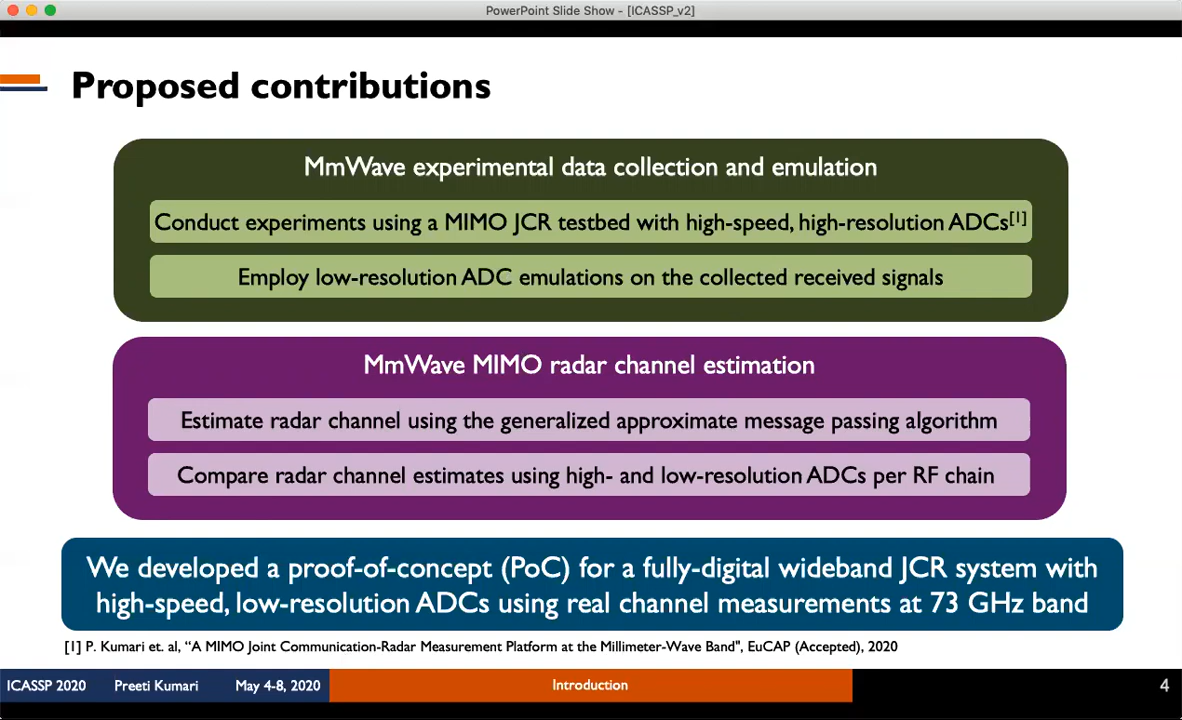 PowerPoint Slide Show - [ICASSP_v2]
Proposed contributions
MmWave experimental data collection and emulation
Conduct experiments using a MIMO JCR testbed with high-speed, high-resolution ADCs[1]
Employ low-resolution ADC emulations on the collected received signals
MmWave MIMO radar channel estimation
Estimate radar channel using the generalized approximate message passing algorithm
Compare radar channel estimates using high- and low-resolution ADCs per RF chain
We developed a proof-of-concept (PoC) for a fully-digital wideband JCR system with
high-speed, low-resolution ADCs using real channel measurements at 73 GHz band
[1] P. Kumari et. al, “A MIMO Joint Communication-Radar Measurement Platform at the Millimeter-Wave Band", EuCAP (Accepted), 2020
ICASSP 2020 Preeti Kumari May 4-8, 2020 Introduction 4